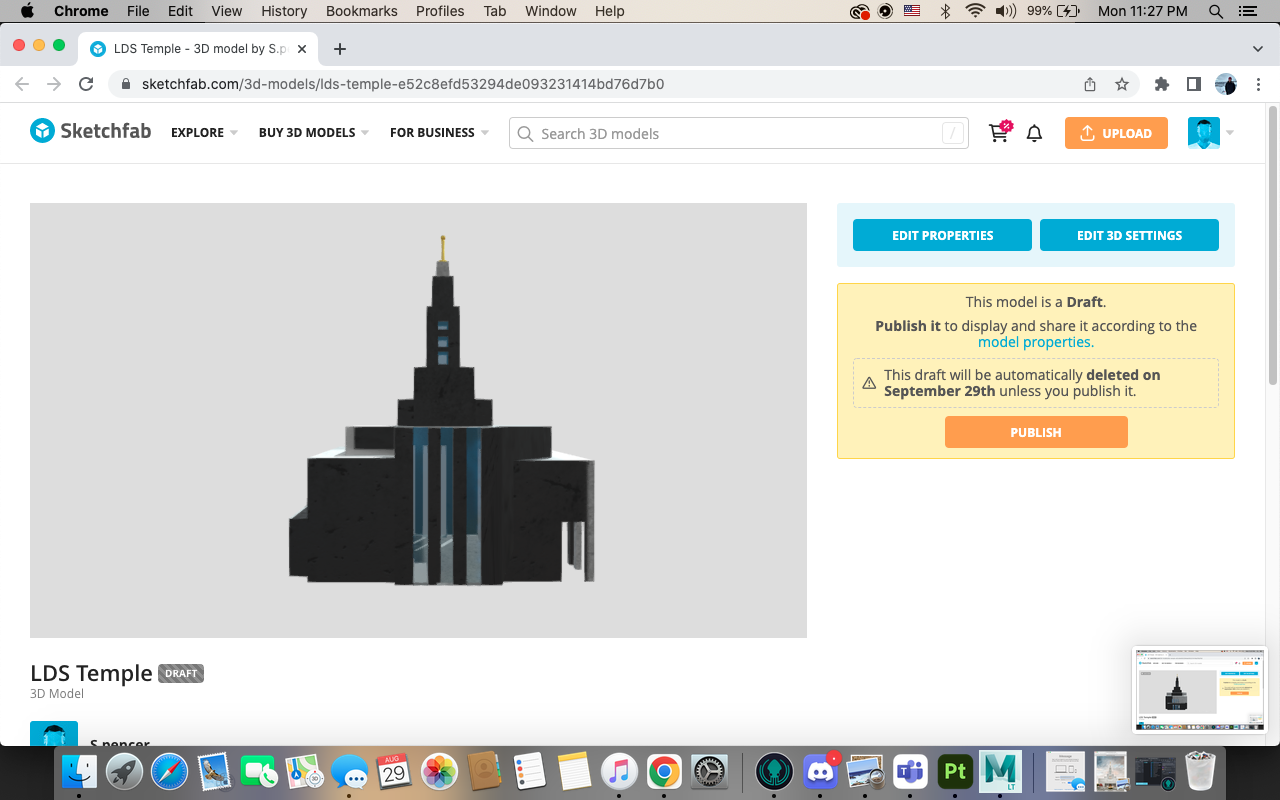 Chrome File Edit View History Bookmarks Profiles Tab Window Help 99% Mon 11:27 PM
LDS Temple - 3D model by S.p
sketchfab.com/3d-models/lds-temple-e52c8efd53294de093231414bd76d7b0
Sketchfab EXPLORE BUY 3D MODELS FOR BUSINESS Search 3D models / % UPLOAD
EDIT PROPERTIES EDIT 3D SETTINGS
This model is a Draft.
Publish it to display and share it according to the
model properties.
This draft will be automatically deleted on
September 29th unless you publish it.
PUBLISH
LDS Temple DRAFT
3D Model
S.pencer
AUG
29
3D
Pt
M
LT